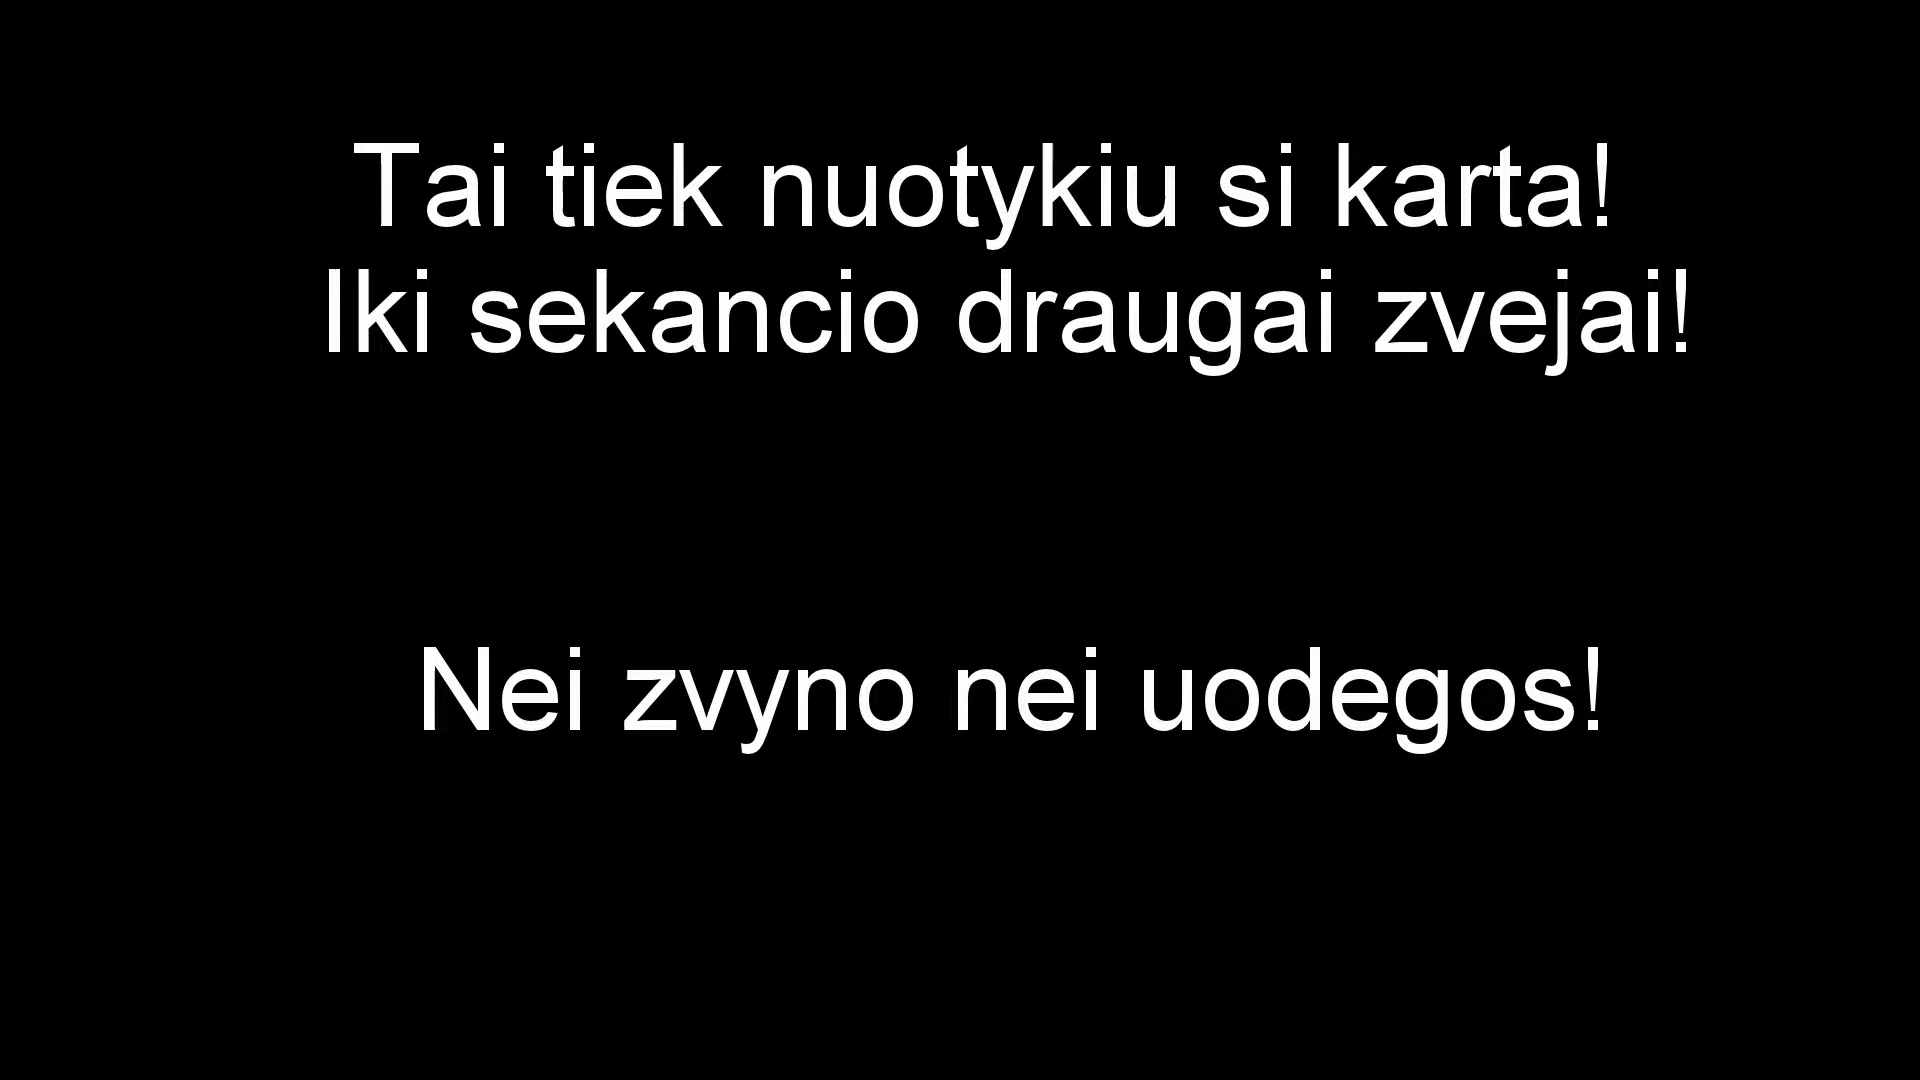 Tai tiek nuotykiu si karta!
Iki sekancio draugai zvejai!
Nei zvyno nei uodegos!